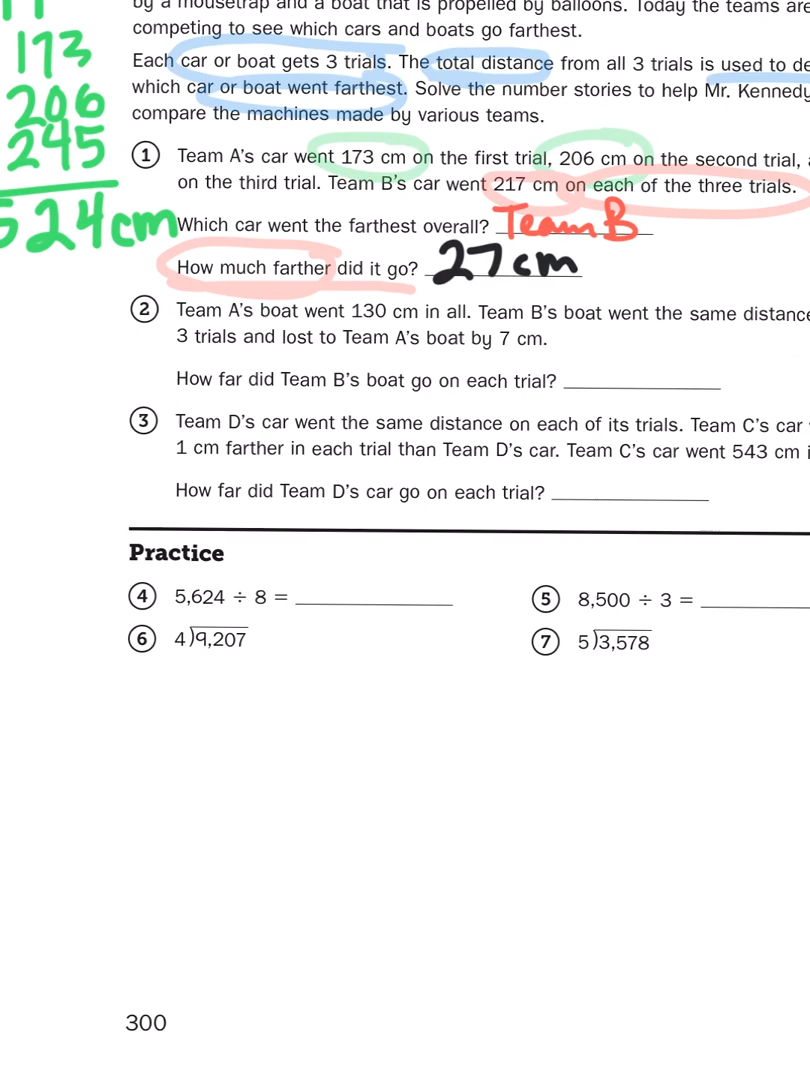 by a mousetrap and a boat that is propelled by balloons. Today the teams are
competing to see which cars and boats go farthest.
173
Each car or boat gets 3 trials. The total distance from all 3 trials is used to de
206
which car or boat went farthest. Solve the number stories to help Mr. Kennedy
compare the machines made by various teams.
245
1 Team A's car went 173 cm on the first trial, 206 cm on the second trial,
on the third trial. Team B's car went 217 cm on each of the three trials.
524cm
Which car went the farthest overall? Team B
How much farther did it go? 27cm
2 Team A's boat went 130 cm in all. Team B's boat went the same distance
3 trials and lost to Team A's boat by 7 cm.
How far did Team B's boat go on each trial?
3 Team D's car went the same distance on each of its trials. Team C's car
1 cm farther in each trial than Team D's car. Team C's car went 543 cm i
How far did Team D's car go on each trial?
Practice
4 5,624 ÷ 8 = 5 8,500 ÷ 3 =
6 4)9,207 7 5)3,578
300